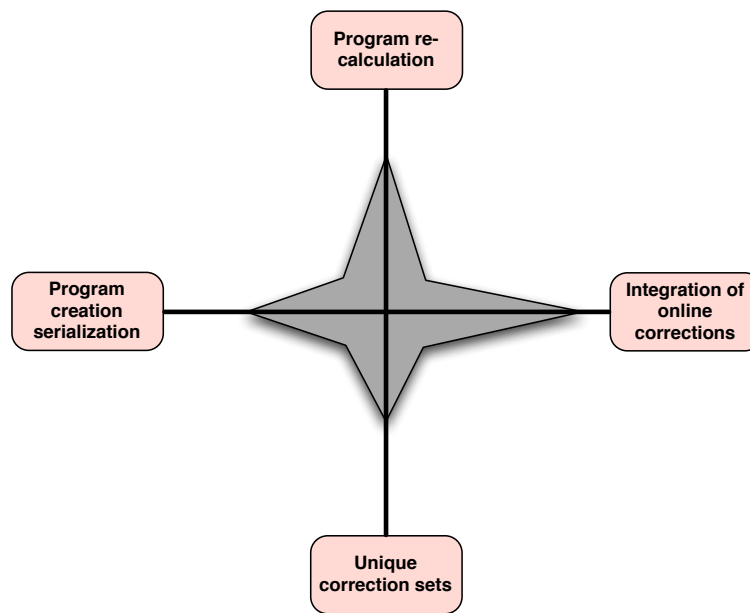 Program re-
calculation
Program
creation
serialization
Integration of
online
corrections
Unique
correction sets